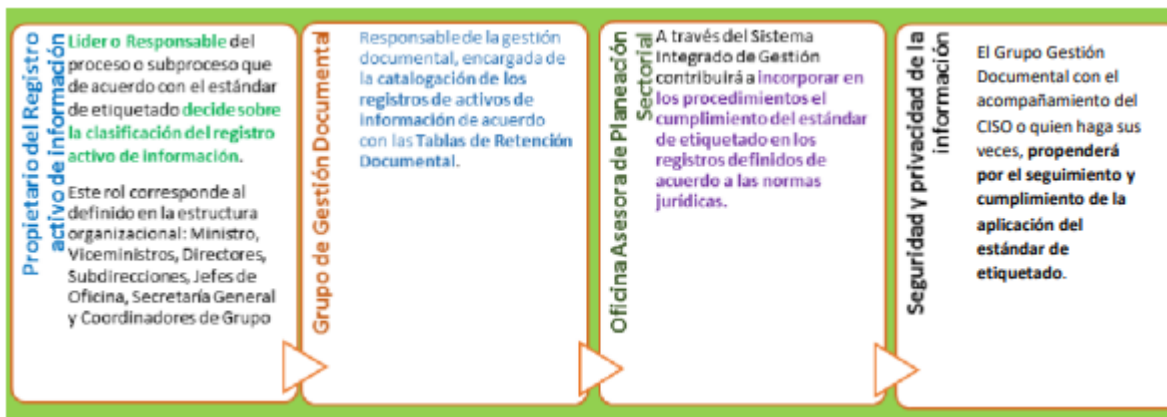 Propietario del Registro
activo de información
Lider o Responsable del
proceso o subproceso que
de acuerdo con el estándar
de etiquetado decide sobre
la clasificación del registro
activo de información.
Este rol corresponde al
definido en la estructura
organizacional: Ministro,
Viceministros, Directores,
Subdirecciones, Jefes de
Oficina, Secretaría General
y Coordinadores de Grupo
Grupo de Gestión Documental
Responsable de la gestión
documental, encargada de
la catalogación de los
registros de activos de
información de acuerdo
con las Tablas de Retención
Documental.
Oficina Asesora de Planeación
Sectorial
A través del Sistema
Integrado de Gestión
contribuirá a incorporar en
los procedimientos el
cumplimiento del estándar
de etiquetado en los
registros definidos de
acuerdo a las normas
jurídicas.
Seguridad y privacidad de la
información
El Grupo Gestión
Documental con el
acompañamiento del
CISO o quien haga sus
veces, propenderá
por el seguimiento y
cumplimiento de la
aplicación del
estándar de
etiquetado.